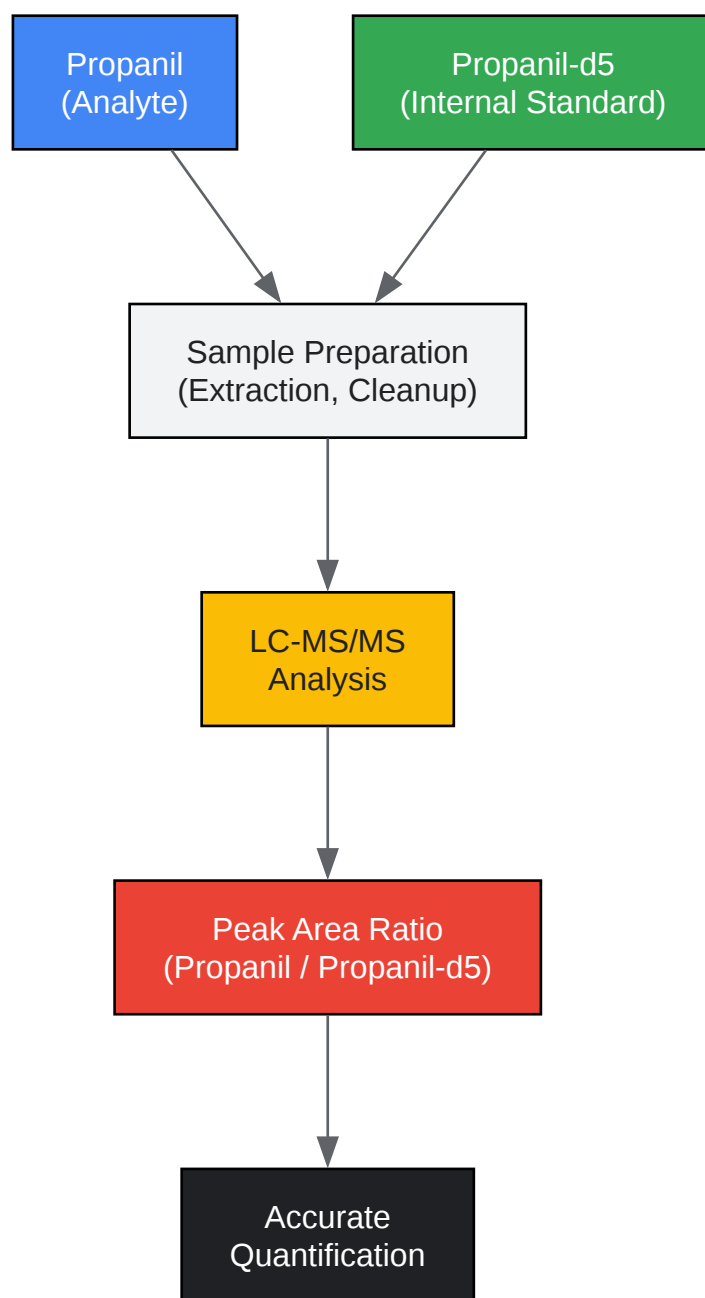 Propanil
(Analyte)
Propanil-d5
(Internal Standard)
Sample Preparation
(Extraction, Cleanup)
LC-MS/MS
Analysis
Peak Area Ratio
(Propanil / Propanil-d5)
Accurate
Quantification